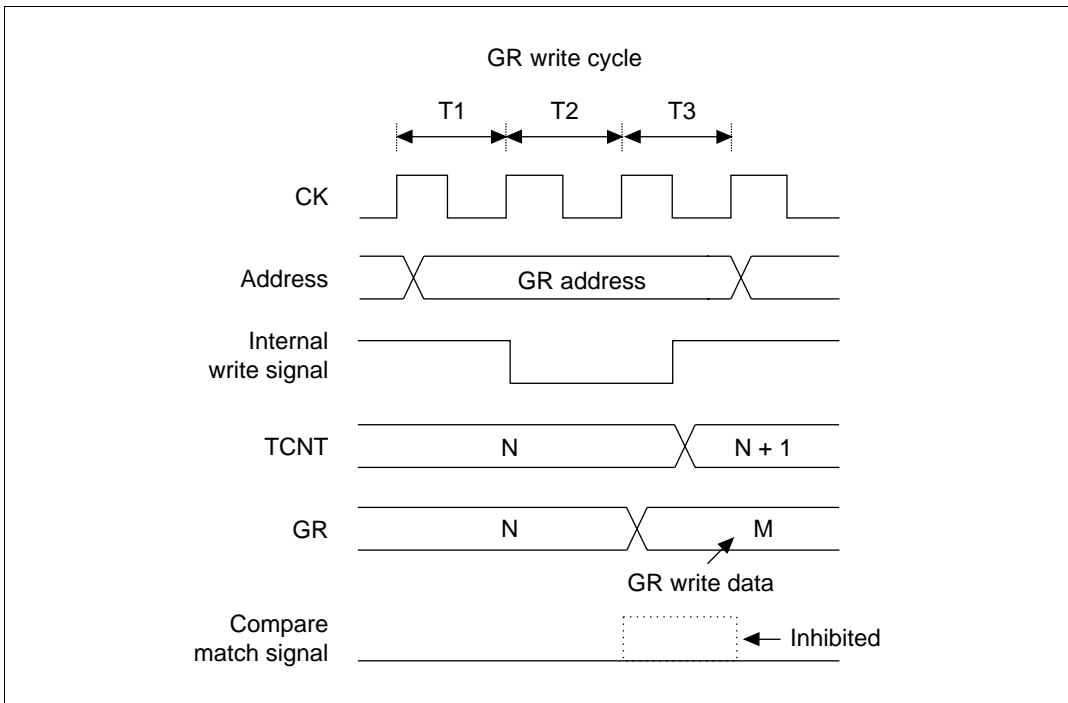 GR write cycle
T1 T2 T3
CK
Address GR address
Internal
write signal
TCNT N N + 1
GR N M
GR write data
Compare
match signal Inhibited